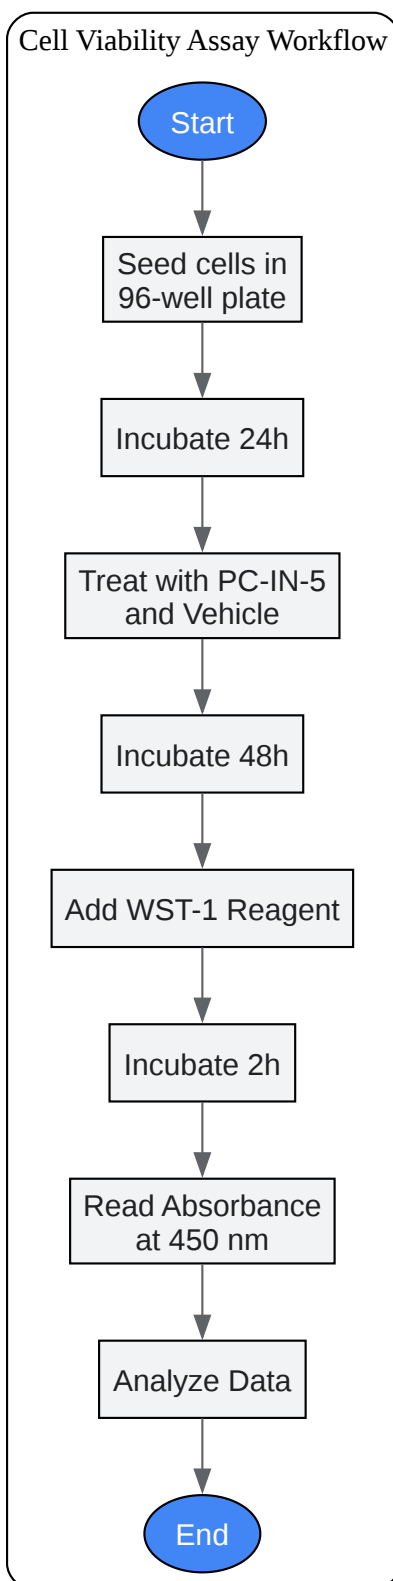 Cell Viability Assay Workflow
Start
Seed cells in
96-well plate
Incubate 24h
Treat with PC-IN-5
and Vehicle
Incubate 48h
Add WST-1 Reagent
Incubate 2h
Read Absorbance
at 450 nm
Analyze Data
End